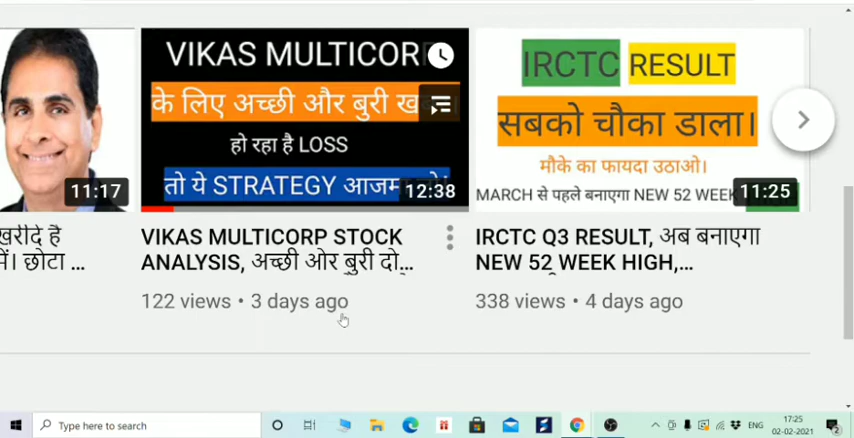 VIKAS MULTICORP
के लिए अच्छी और बुरी
हो रहा है LOSS
तो ये STRATEGY
11:17
12:38
IRCTC RESULT
सबको चौका डाला।
मौके का फायदा उठाओ।
MARCH से पहले बनाएगा NEW 52 WEEK
11:25
खरीदे है
में। छोटा ...
VIKAS MULTICORP STOCK
ANALYSIS, अच्छी ओर बुरी दो...
122 views • 3 days ago
IRCTC Q3 RESULT, अब बनाएगा
NEW 52 WEEK HIGH,...
338 views • 4 days ago
Type here to search
ENG
17:25
02-02-2021
2